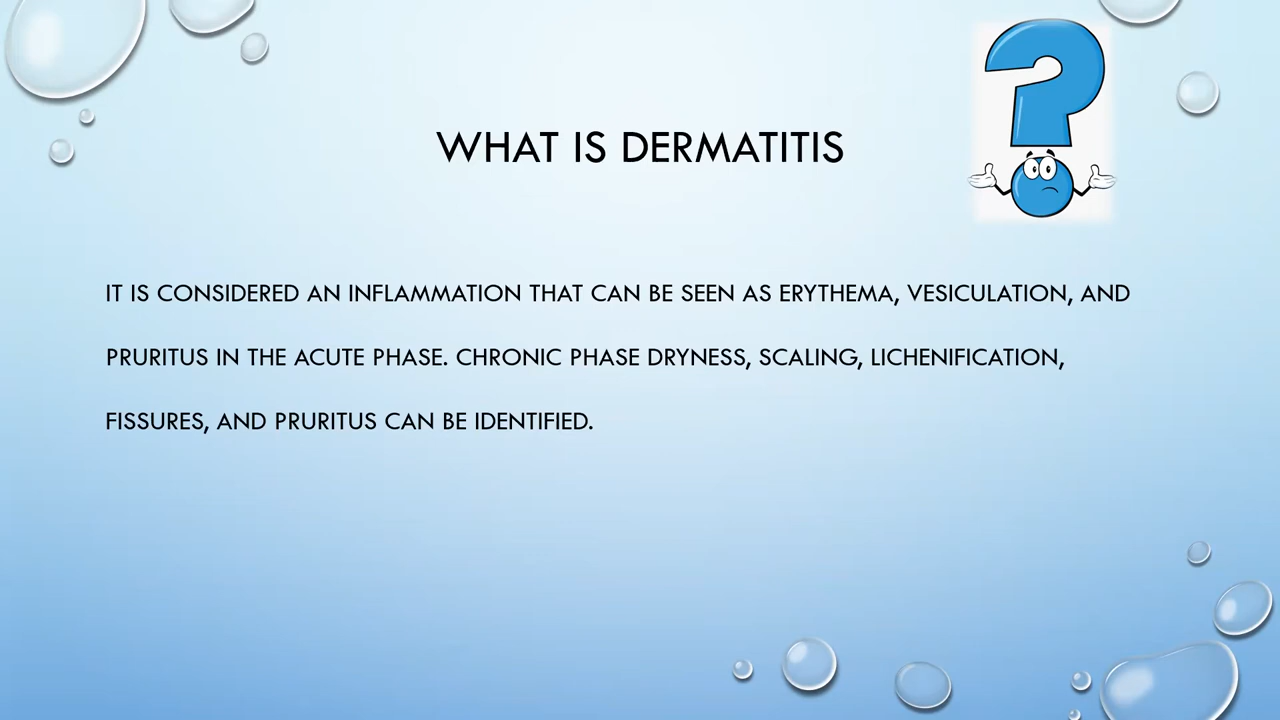 WHAT IS DERMATITIS
IT IS CONSIDERED AN INFLAMMATION THAT CAN BE SEEN AS ERYTHEMA, VESICULATION, AND
PRURITUS IN THE ACUTE PHASE. CHRONIC PHASE DRYNESS, SCALING, LICHENIFICATION,
FISSURES, AND PRURITUS CAN BE IDENTIFIED.